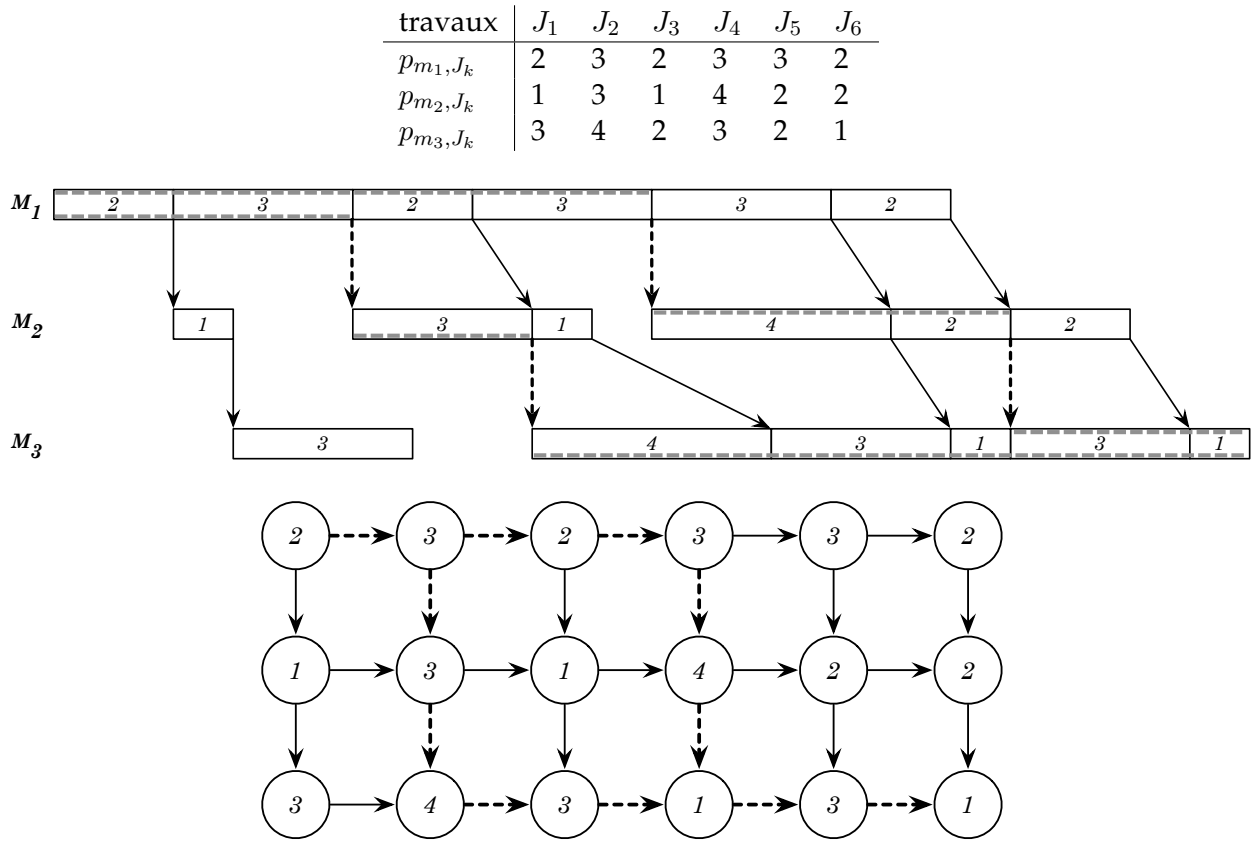 travaux J1 J2 J3 J4 J5 J6
p_{m1,Jk} 2 3 2 3 3 2
p_{m2,Jk} 1 3 1 4 2 2
p_{m3,Jk} 3 4 2 3 2 1
M1 2 3 2 3 3 2
M2 1 3 1 4 2 2
M3 3 4 3 1 3 1
2 3 2 3 3 2
1 3 1 4 2 2
3 4 3 1 3 1